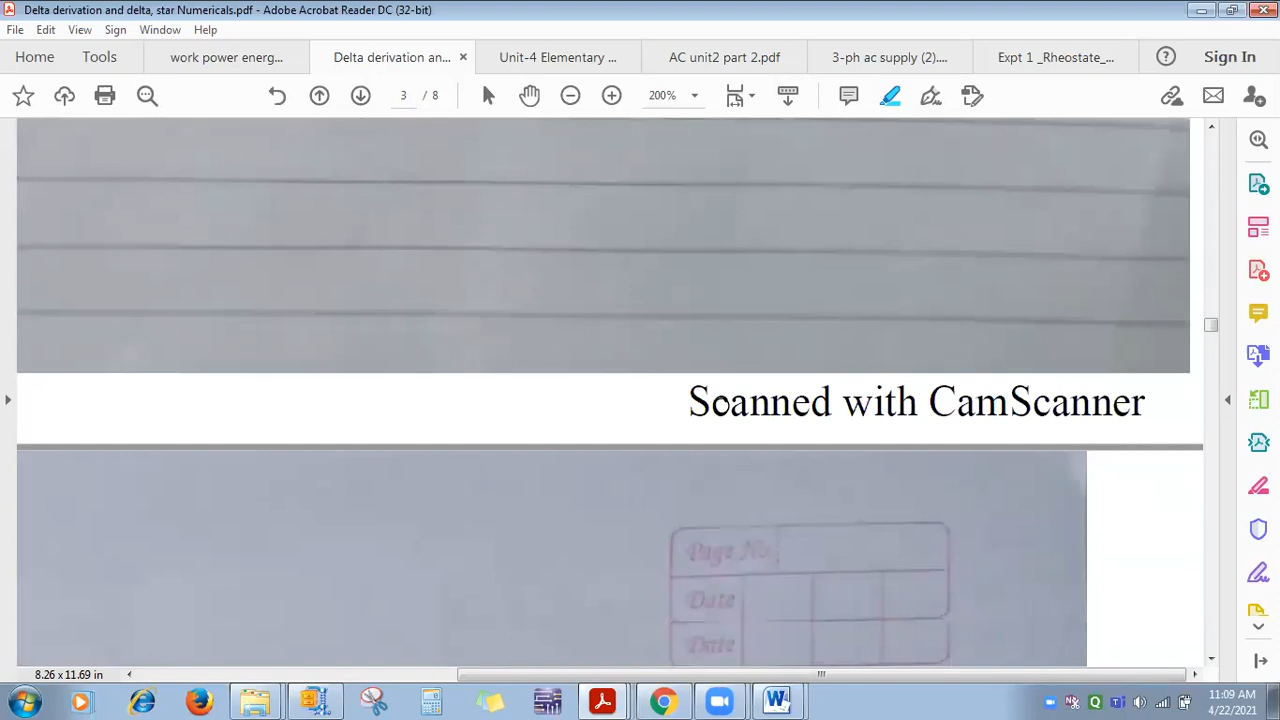 Delta derivation and delta, star Numericals.pdf - Adobe Acrobat Reader DC (32-bit)
File Edit View Sign Window Help
Home Tools work power energ... Delta derivation an... × Unit-4 Elementary ... AC unit2 part 2.pdf 3-ph ac supply (2).... Expt 1 _Rheostate_... Sign In
3 / 8 200%
Scanned with CamScanner
Page No.
Date
Date
8.26 x 11.69 in
11:09 AM
4/22/2021